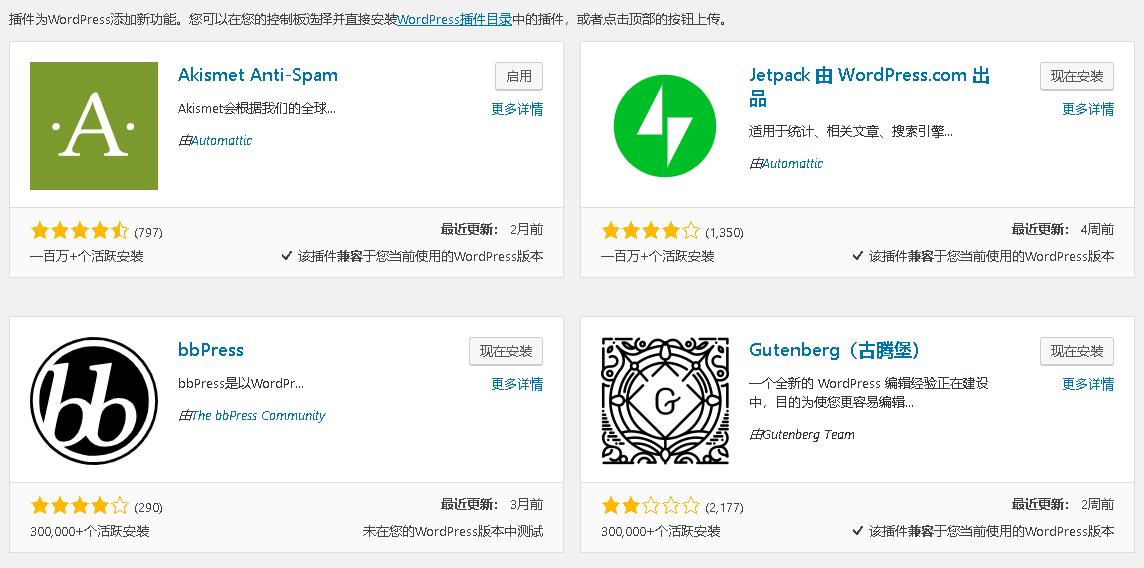 插件为WordPress添加新功能。您可以在您的控制板选择并直接安装WordPress插件目录中的插件，或者点击顶部的按钮上传。
A
Akismet Anti-Spam
启用
Akismet会根据我们的全球...
更多详情
由Automattic
(797)
最近更新： 2月前
一百万+个活跃安装
该插件兼容于您当前使用的WordPress版本
Jetpack 由 WordPress.com 出
品
现在安装
更多详情
适用于统计、相关文章、搜索引擎...
由Automattic
(1,350)
最近更新： 4周前
一百万+个活跃安装
该插件兼容于您当前使用的WordPress版本
bb
bbPress
现在安装
bbPress是以WordPr...
更多详情
由The bbPress Community
(290)
最近更新： 3月前
300,000+个活跃安装
未在您的WordPress版本中测试
G
Gutenberg（古腾堡）
现在安装
一个全新的 WordPress 编辑经验正在建设
更多详情
中，目的为使您更容易编辑...
由Gutenberg Team
(2,177)
最近更新： 2周前
300,000+个活跃安装
该插件兼容于您当前使用的WordPress版本